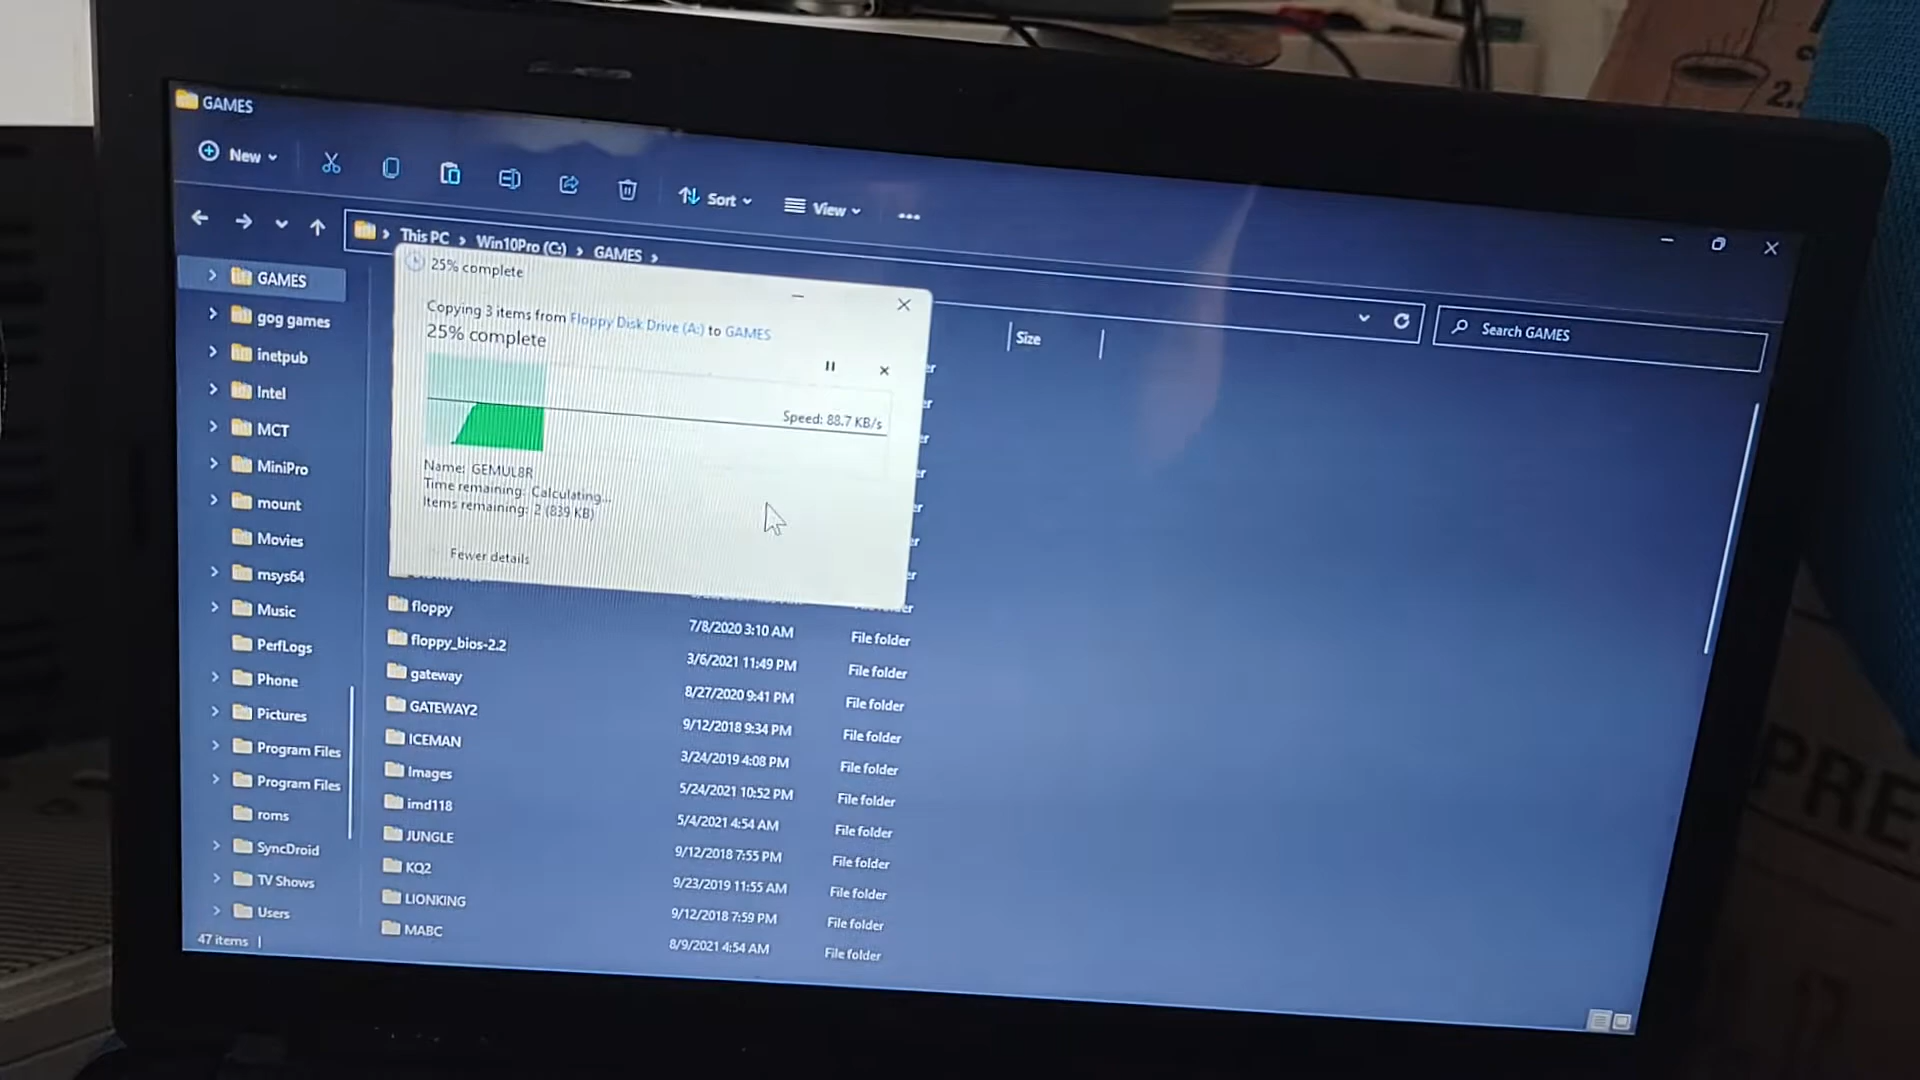 GAMES
New
Sort
View
This PC > Win10Pro (C:) > GAMES >
Search GAMES
25% complete
Copying 3 items from Floppy Disk Drive (A:) to GAMES
25% complete
Speed: 88.7 KB/s
Name: GEMUL8R
Time remaining: Calculating...
Items remaining: 2 (839 KB)
Fewer details
Size
GAMES
gog games
inetpub
Intel
MCT
MiniPro
mount
Movies
msys64
Music
PerfLogs
Phone
Pictures
Program Files
Program Files
roms
SyncDroid
TV Shows
Users
floppy
floppy_bios-2.2
gateway
GATEWAY2
ICEMAN
Images
imd118
JUNGLE
KQ2
LIONKING
MABC
7/8/2020 3:10 AM File folder
3/6/2021 11:49 PM File folder
8/27/2020 9:41 PM File folder
9/12/2018 9:34 PM File folder
3/24/2019 4:08 PM File folder
5/24/2021 10:52 PM File folder
5/4/2021 4:54 AM File folder
9/12/2018 7:55 PM File folder
9/23/2019 11:55 AM File folder
9/12/2018 7:59 PM File folder
8/9/2021 4:54 AM File folder
47 items
PRE